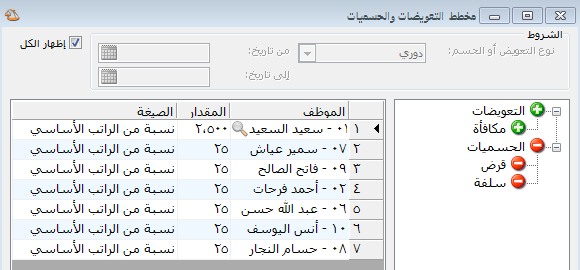 مخطط التعويضات والحسميات
الشروط
نوع التعويض أو الحسم: دوري من تاريخ: إظهار الكل
إلى تاريخ:
التعويضات
مكافأة
الحسميات
قرض
سلفة
الموظف المقدار الصيغة
١ ٠١ - سعيد السعيد ٢،٥٠٠ نسبة من الراتب الأساسي
٢ ٠٧ - سمير عياش ٢٥ نسبة من الراتب الأساسي
٣ ٠٩ - فاتح الصالح ٢٥ نسبة من الراتب الأساسي
٤ ٠٢ - أحمد فرحات ٢٥ نسبة من الراتب الأساسي
٥ ٠٦ - عبد الله حسن ٢٥ نسبة من الراتب الأساسي
٦ ١٠ - أنس اليوسف ٢٥ نسبة من الراتب الأساسي
٧ ٠٨ - حسام النجار ٢٥ نسبة من الراتب الأساسي